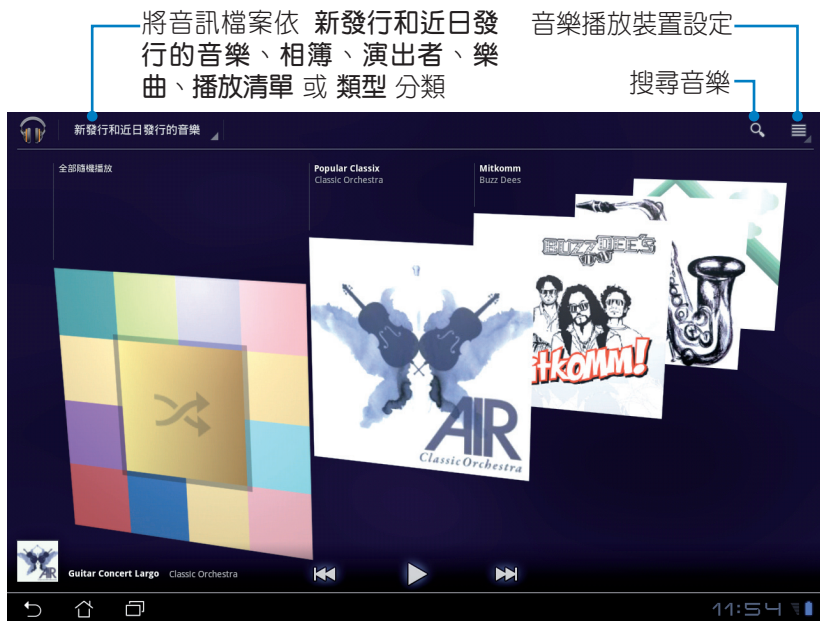 將音訊檔案依 新發行和近日發
行的音樂、相簿、演出者、樂
曲、播放清單 或 類型 分類
音樂播放裝置設定
搜尋音樂
新發行和近日發行的音樂
全部隨機播放
Popular Classix
Classic Orchestra
Mitkomm
Buzz Dees
BUZZ DEE'S
itkomm!
AIR
ClassicOrchestra
AIR
Guitar Concert Largo Classic Orchestra
11:54